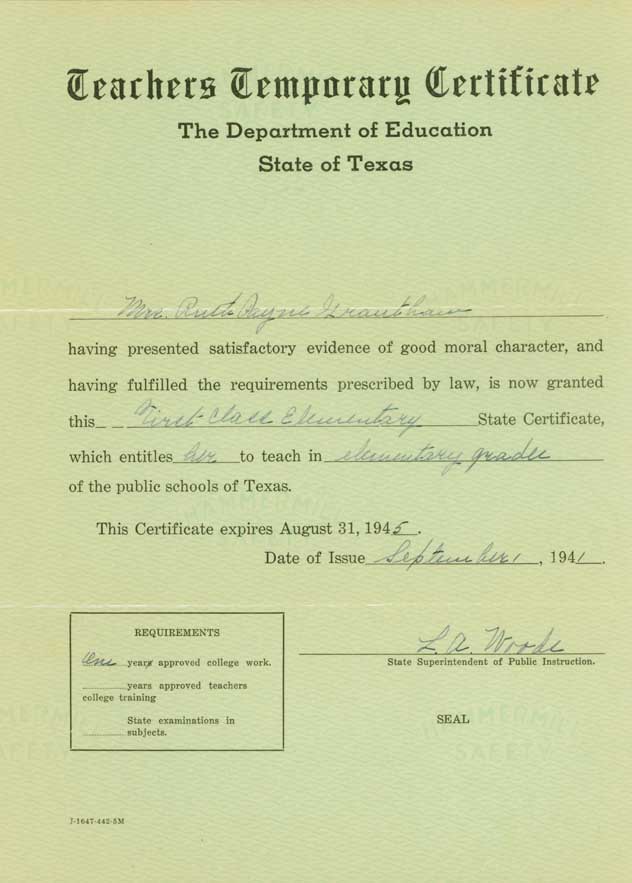 Teachers Temporary Certificate
The Department of Education
State of Texas
Mrs. Ruth Payne Grantham
having presented satisfactory evidence of good moral character, and
having fulfilled the requirements prescribed by law, is now granted
this First Class Elementary State Certificate,
which entitles her to teach in elementary grades
of the public schools of Texas.
This Certificate expires August 31, 1945.
Date of Issue September 1, 1941.
REQUIREMENTS
one years approved college work.
years approved teachers
college training
State examinations in
subjects.
L. A. Woods
State Superintendent of Public Instruction.
SEAL
J-1647-442-5M
HAMMERMILL
SAFETY